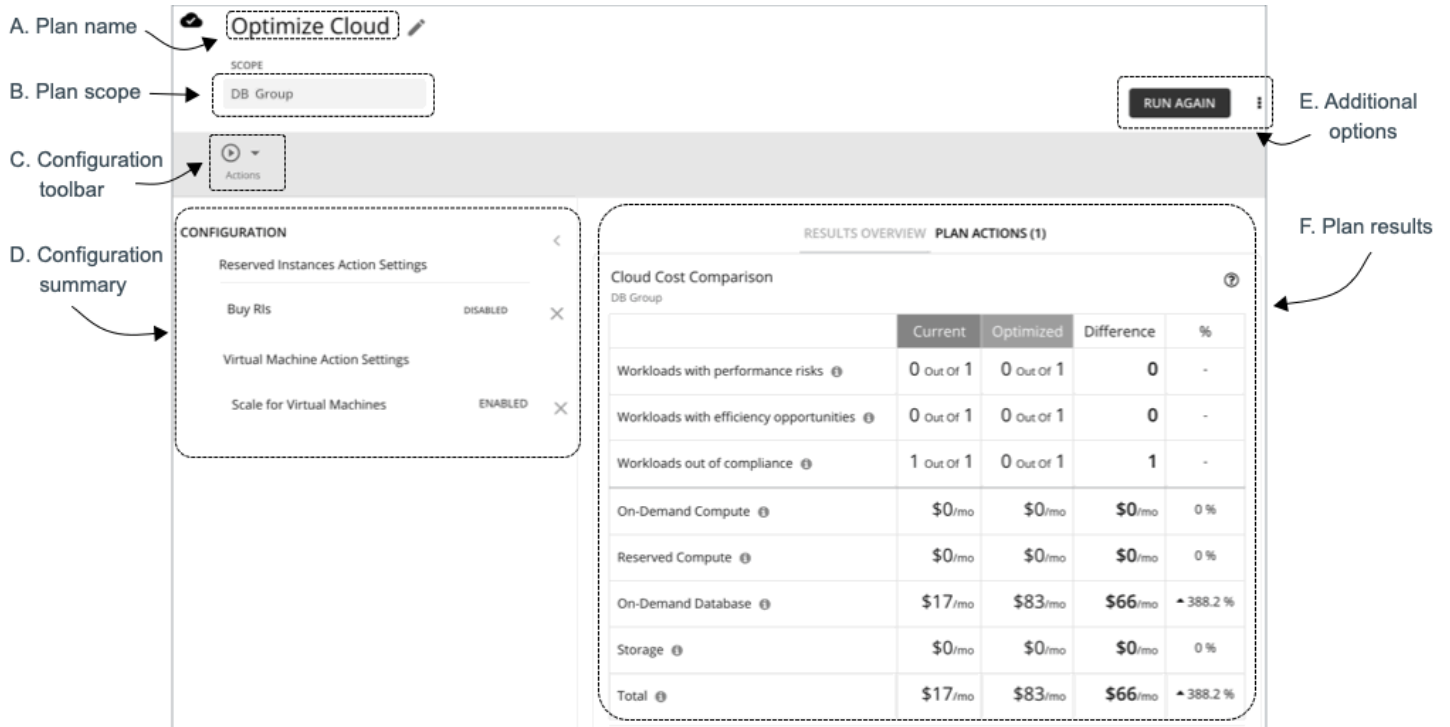 A. Plan name
Optimize Cloud
SCOPE
B. Plan scope
DB Group
RUN AGAIN
E. Additional
options
C. Configuration
toolbar
Actions
CONFIGURATION
RESULTS OVERVIEW PLAN ACTIONS (1)
F. Plan results
D. Configuration
summary
Reserved Instances Action Settings
Buy RIs DISABLED
Virtual Machine Action Settings
Scale for Virtual Machines ENABLED
Cloud Cost Comparison
DB Group
Current Optimized Difference %
Workloads with performance risks 0 Out Of 1 0 Out Of 1 0 -
Workloads with efficiency opportunities 0 Out Of 1 0 Out Of 1 0 -
Workloads out of compliance 1 Out Of 1 0 Out Of 1 1 -
On-Demand Compute $0/mo $0/mo $0/mo 0 %
Reserved Compute $0/mo $0/mo $0/mo 0 %
On-Demand Database $17/mo $83/mo $66/mo 388.2 %
Storage $0/mo $0/mo $0/mo 0 %
Total $17/mo $83/mo $66/mo 388.2 %